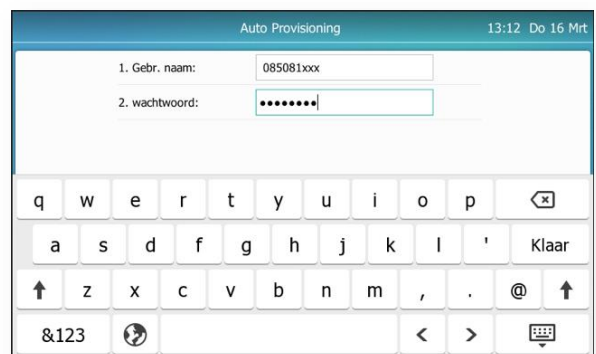 Auto Provisioning 13:12 Do 16 Mrt
1. Gebr. naam: 085081xxx
2. wachtwoord: ••••••••
q w e r t y u i o p
a s d f g h j k l ' Klaar
z x c v b n m , . @
&123 < >